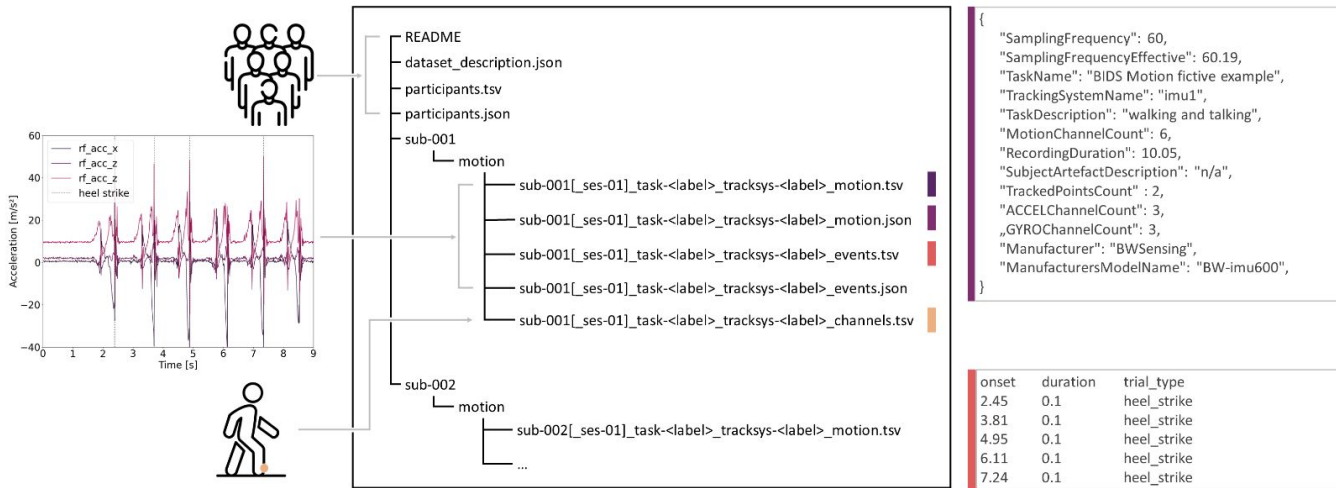 README
dataset_description.json
participants.tsv
participants.json
sub-001
motion
sub-001[_ses-01]_task-<label>_tracksys-<label>_motion.tsv
sub-001[_ses-01]_task-<label>_tracksys-<label>_motion.json
sub-001[_ses-01]_task-<label>_tracksys-<label>_events.tsv
sub-001[_ses-01]_task-<label>_tracksys-<label>_events.json
sub-001[_ses-01]_task-<label>_tracksys-<label>_channels.tsv
sub-002
motion
sub-002[_ses-01]_task-<label>_tracksys-<label>_motion.tsv
...
60
40
20
0
−20
−40
Acceleration [m/s²]
rf_acc_x
rf_acc_z
rf_acc_z
heel strike
0 1 2 3 4 5 6 7 8 9
Time [s]
{
"SamplingFrequency": 60,
"SamplingFrequencyEffective": 60.19,
"TaskName": "BIDS Motion fictive example",
"TrackingSystemName": "imu1",
"TaskDescription": "walking and talking",
"MotionChannelCount": 6,
"RecordingDuration": 10.05,
"SubjectArtefactDescription": "n/a",
"TrackedPointsCount" : 2,
"ACCELChannelCount": 3,
„GYROChannelCount": 3,
"Manufacturer": "BWSensing",
"ManufacturersModelName": "BW-imu600",
}
onset duration trial_type
2.45 0.1 heel_strike
3.81 0.1 heel_strike
4.95 0.1 heel_strike
6.11 0.1 heel_strike
7.24 0.1 heel_strike